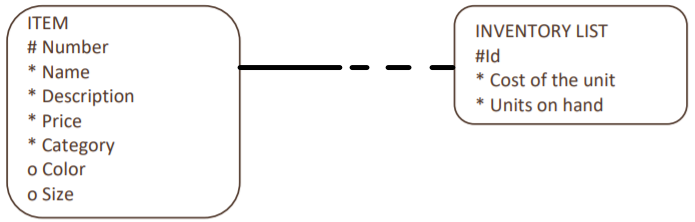 ITEM
# Number
* Name
* Description
* Price
* Category
o Color
o Size
INVENTORY LIST
#Id
* Cost of the unit
* Units on hand